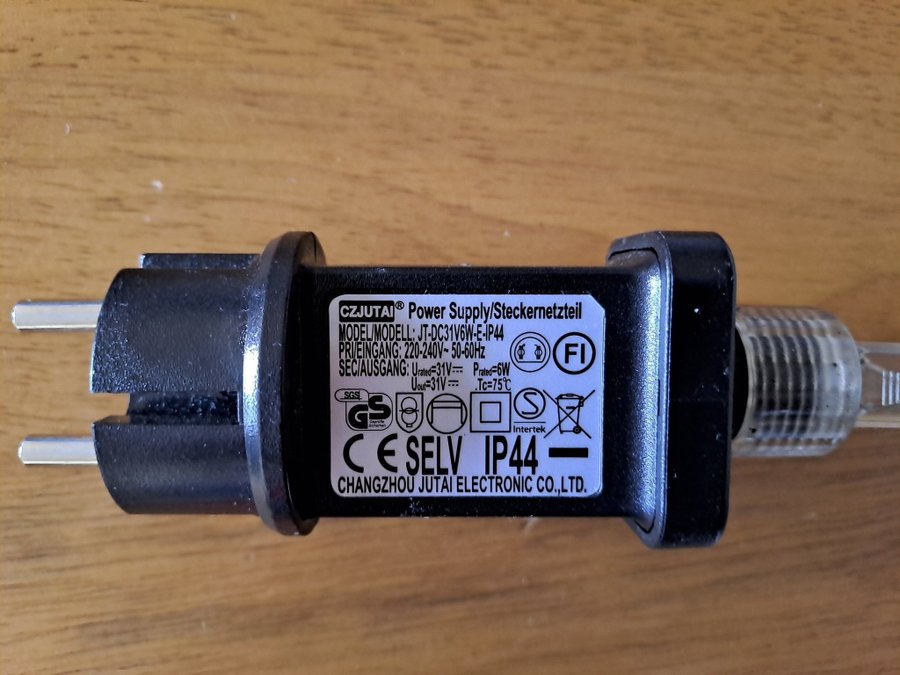 CZJUTAI® Power Supply/Steckernetzteil
MODEL/MODELL: JT-DC31V6W-E-IP44
PRI/EINGANG: 220-240V~ 50-60Hz
SEC/AUSGANG: Urated=31V⎓ Prated=6W
Uout=31V⎓ .Tc=75℃
FI
SGS
GS
Intertek
CE SELV IP44
CHANGZHOU JUTAI ELECTRONIC CO.,LTD.